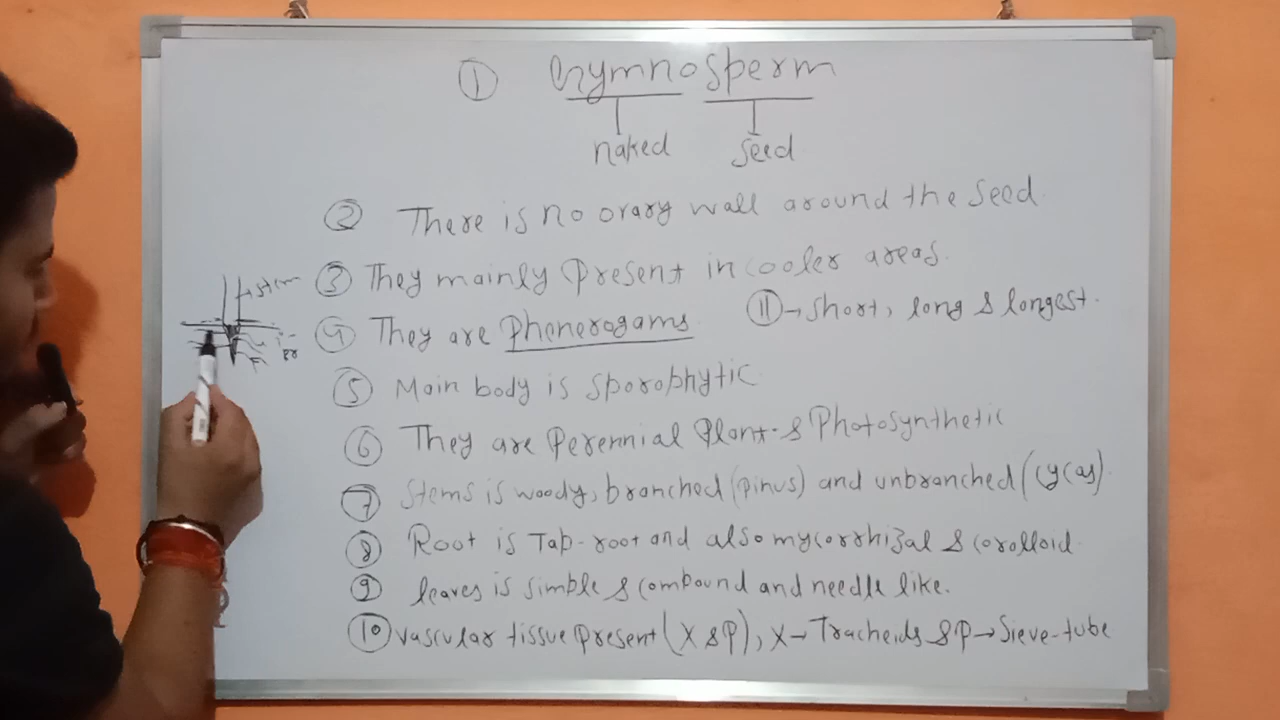 ① Gymnosperm
naked seed
② There is no ovary wall around the seed.
③ They mainly present in cooler areas.
④ They are Phenerogams
⑪ → short, long & longest.
⑤ Main body is sporophytic
⑥ They are Perennial Plant & Photosynthetic
⑦ Stems is woody, branched (pinus) and unbranched (cycas)
⑧ Root is Tap-root and also mycorrhizal & corolloid
⑨ leaves is simple & compound and needle like.
⑩ vascular tissue present (X & P), X → Tracheids & P → Sieve-tube
stem